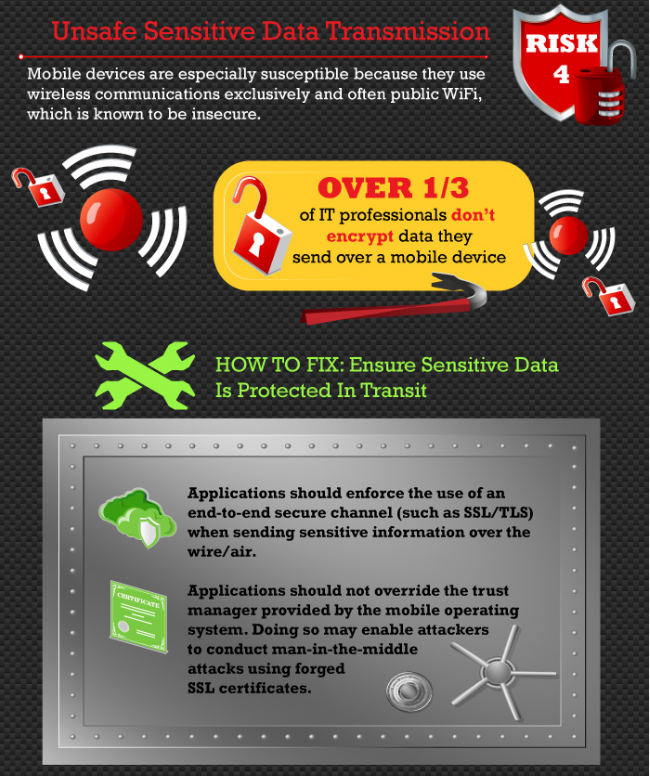 Unsafe Sensitive Data Transmission
RISK
4
Mobile devices are especially susceptible because they use
wireless communications exclusively and often public WiFi,
which is known to be insecure.
OVER 1/3
of IT professionals don't
encrypt data they
send over a mobile device
HOW TO FIX: Ensure Sensitive Data
Is Protected In Transit
Applications should enforce the use of an
end-to-end secure channel (such as SSL/TLS)
when sending sensitive information over the
wire/air.
CERTIFICATE
Applications should not override the trust
manager provided by the mobile operating
system. Doing so may enable attackers
to conduct man-in-the-middle
attacks using forged
SSL certificates.